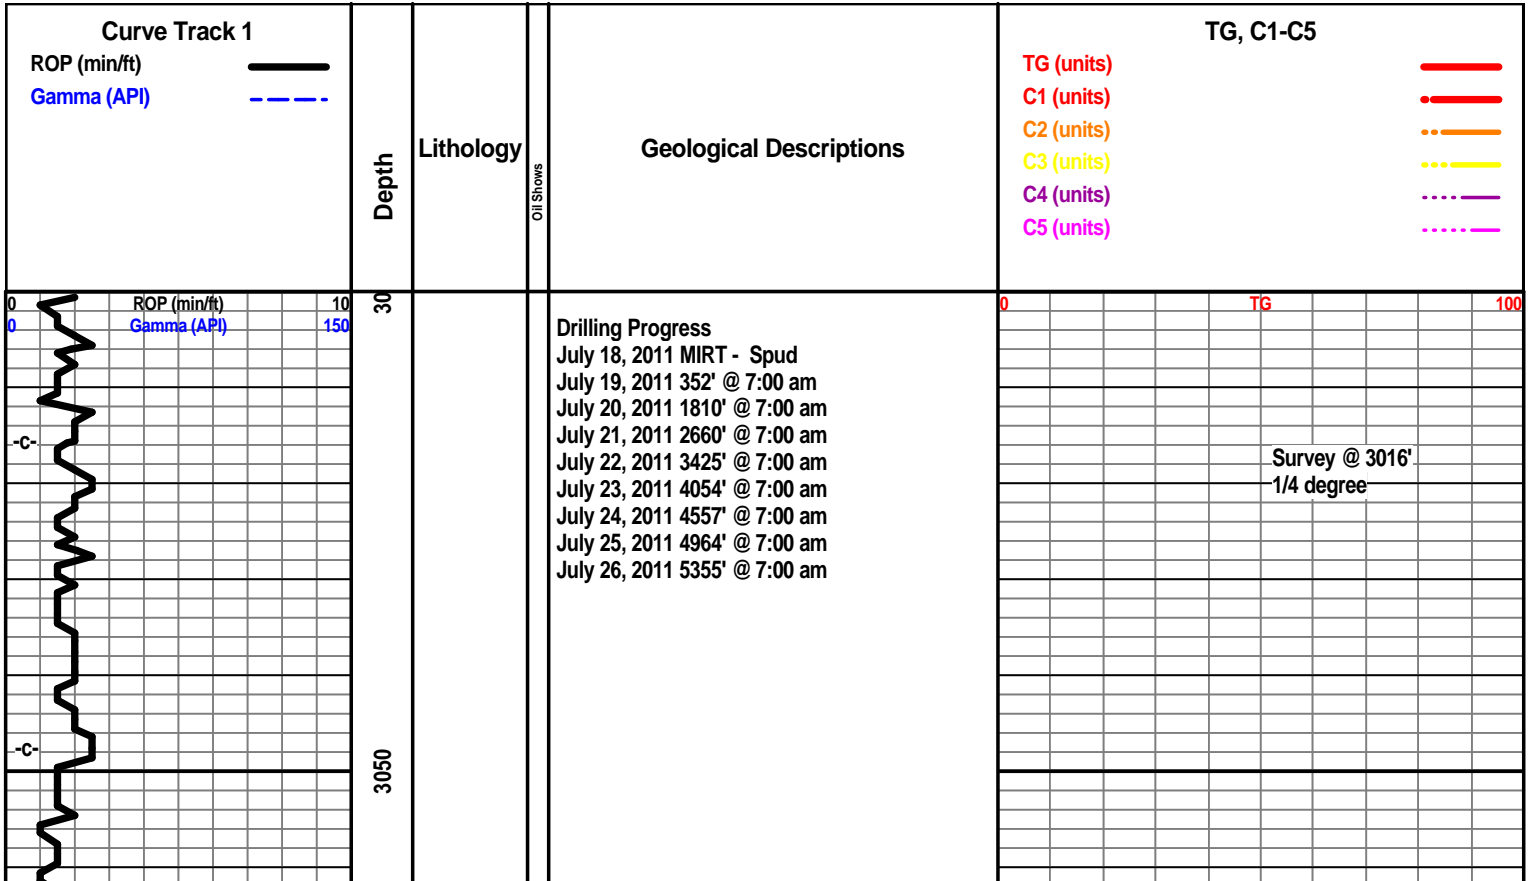 Curve Track 1
ROP (min/ft)
Gamma (API)
Depth
Lithology
Oil Shows
Geological Descriptions
TG, C1-C5
TG (units)
C1 (units)
C2 (units)
C3 (units)
C4 (units)
C5 (units)
0 ROP (min/ft) 10
0 Gamma (API) 150
30
0 TG 100
Drilling Progress
July 18, 2011 MIRT - Spud
July 19, 2011 352' @ 7:00 am
July 20, 2011 1810' @ 7:00 am
July 21, 2011 2660' @ 7:00 am
July 22, 2011 3425' @ 7:00 am
July 23, 2011 4054' @ 7:00 am
July 24, 2011 4557' @ 7:00 am
July 25, 2011 4964' @ 7:00 am
July 26, 2011 5355' @ 7:00 am
-c-
Survey @ 3016'
1/4 degree
-c-
3050